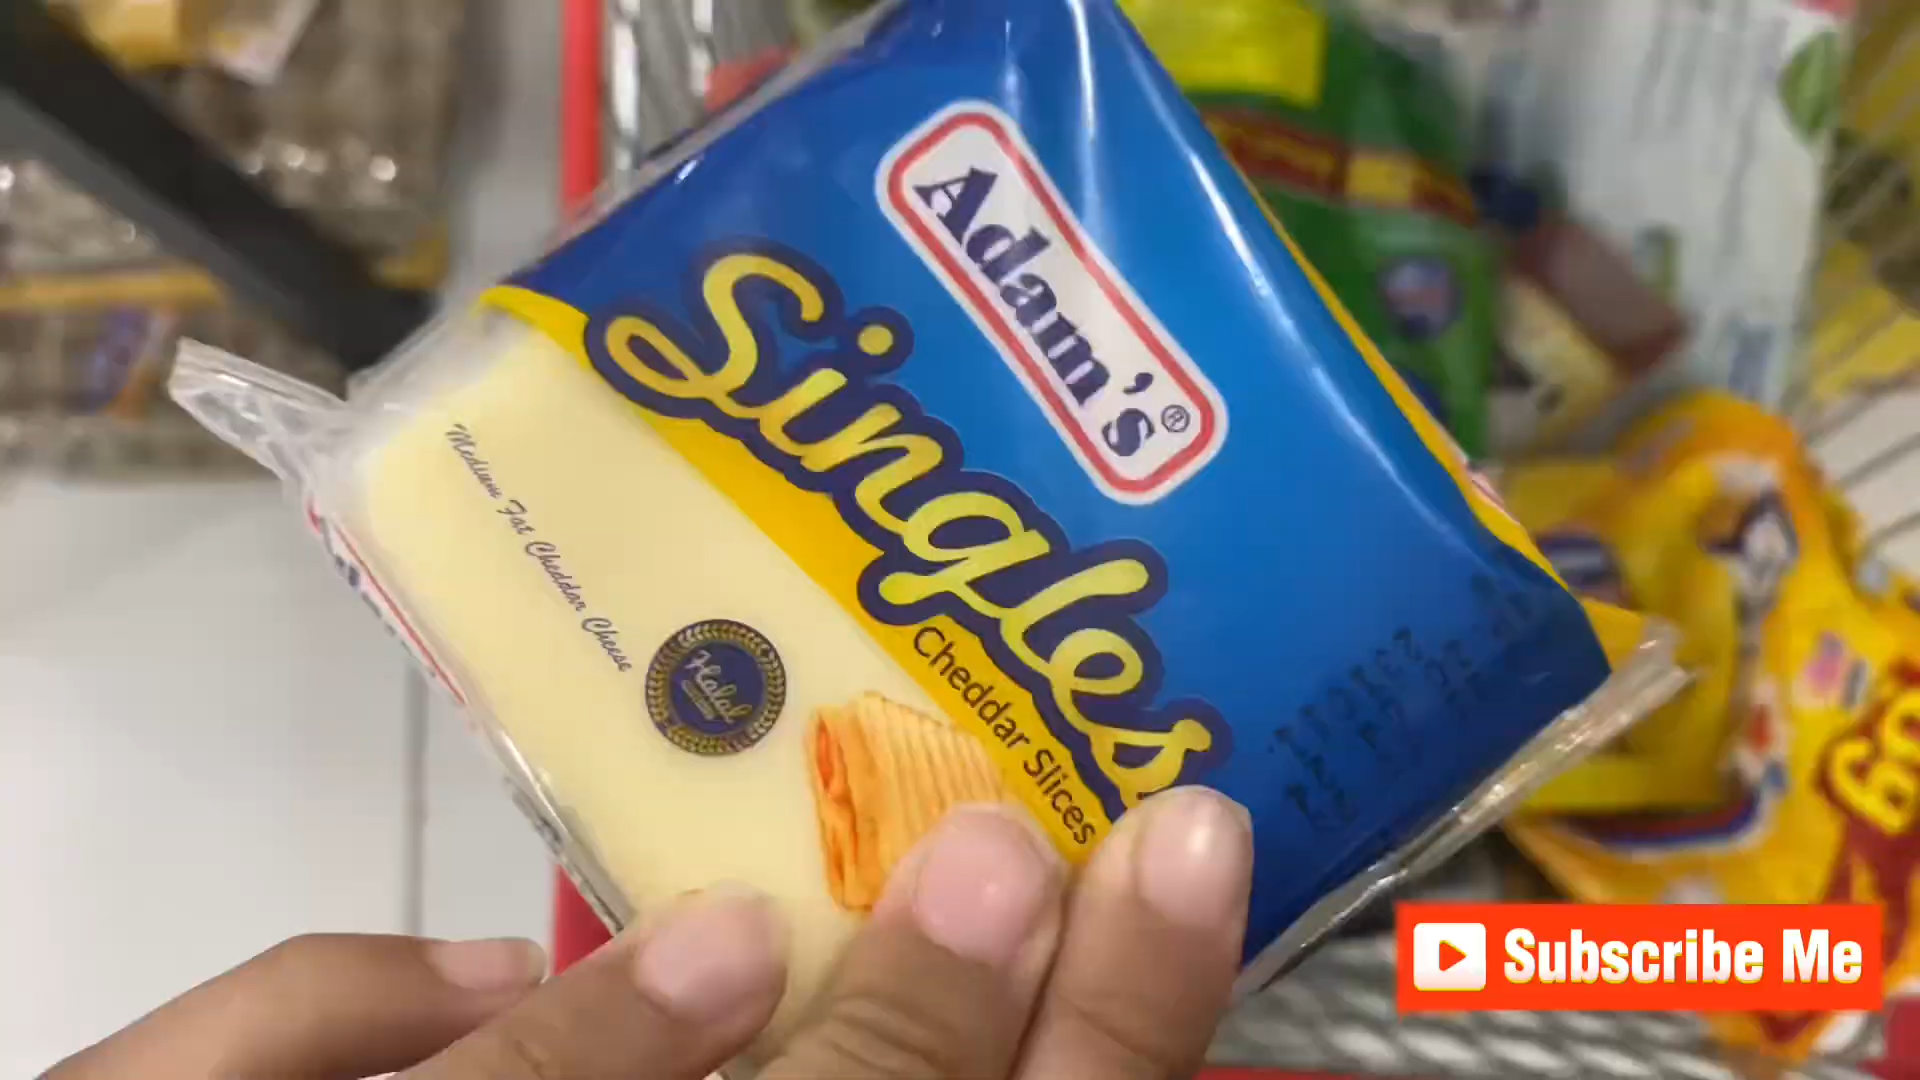 Adam's®
Singles
Cheddar Slices
Medium Fat Cheddar Cheese
Halal
Subscribe Me